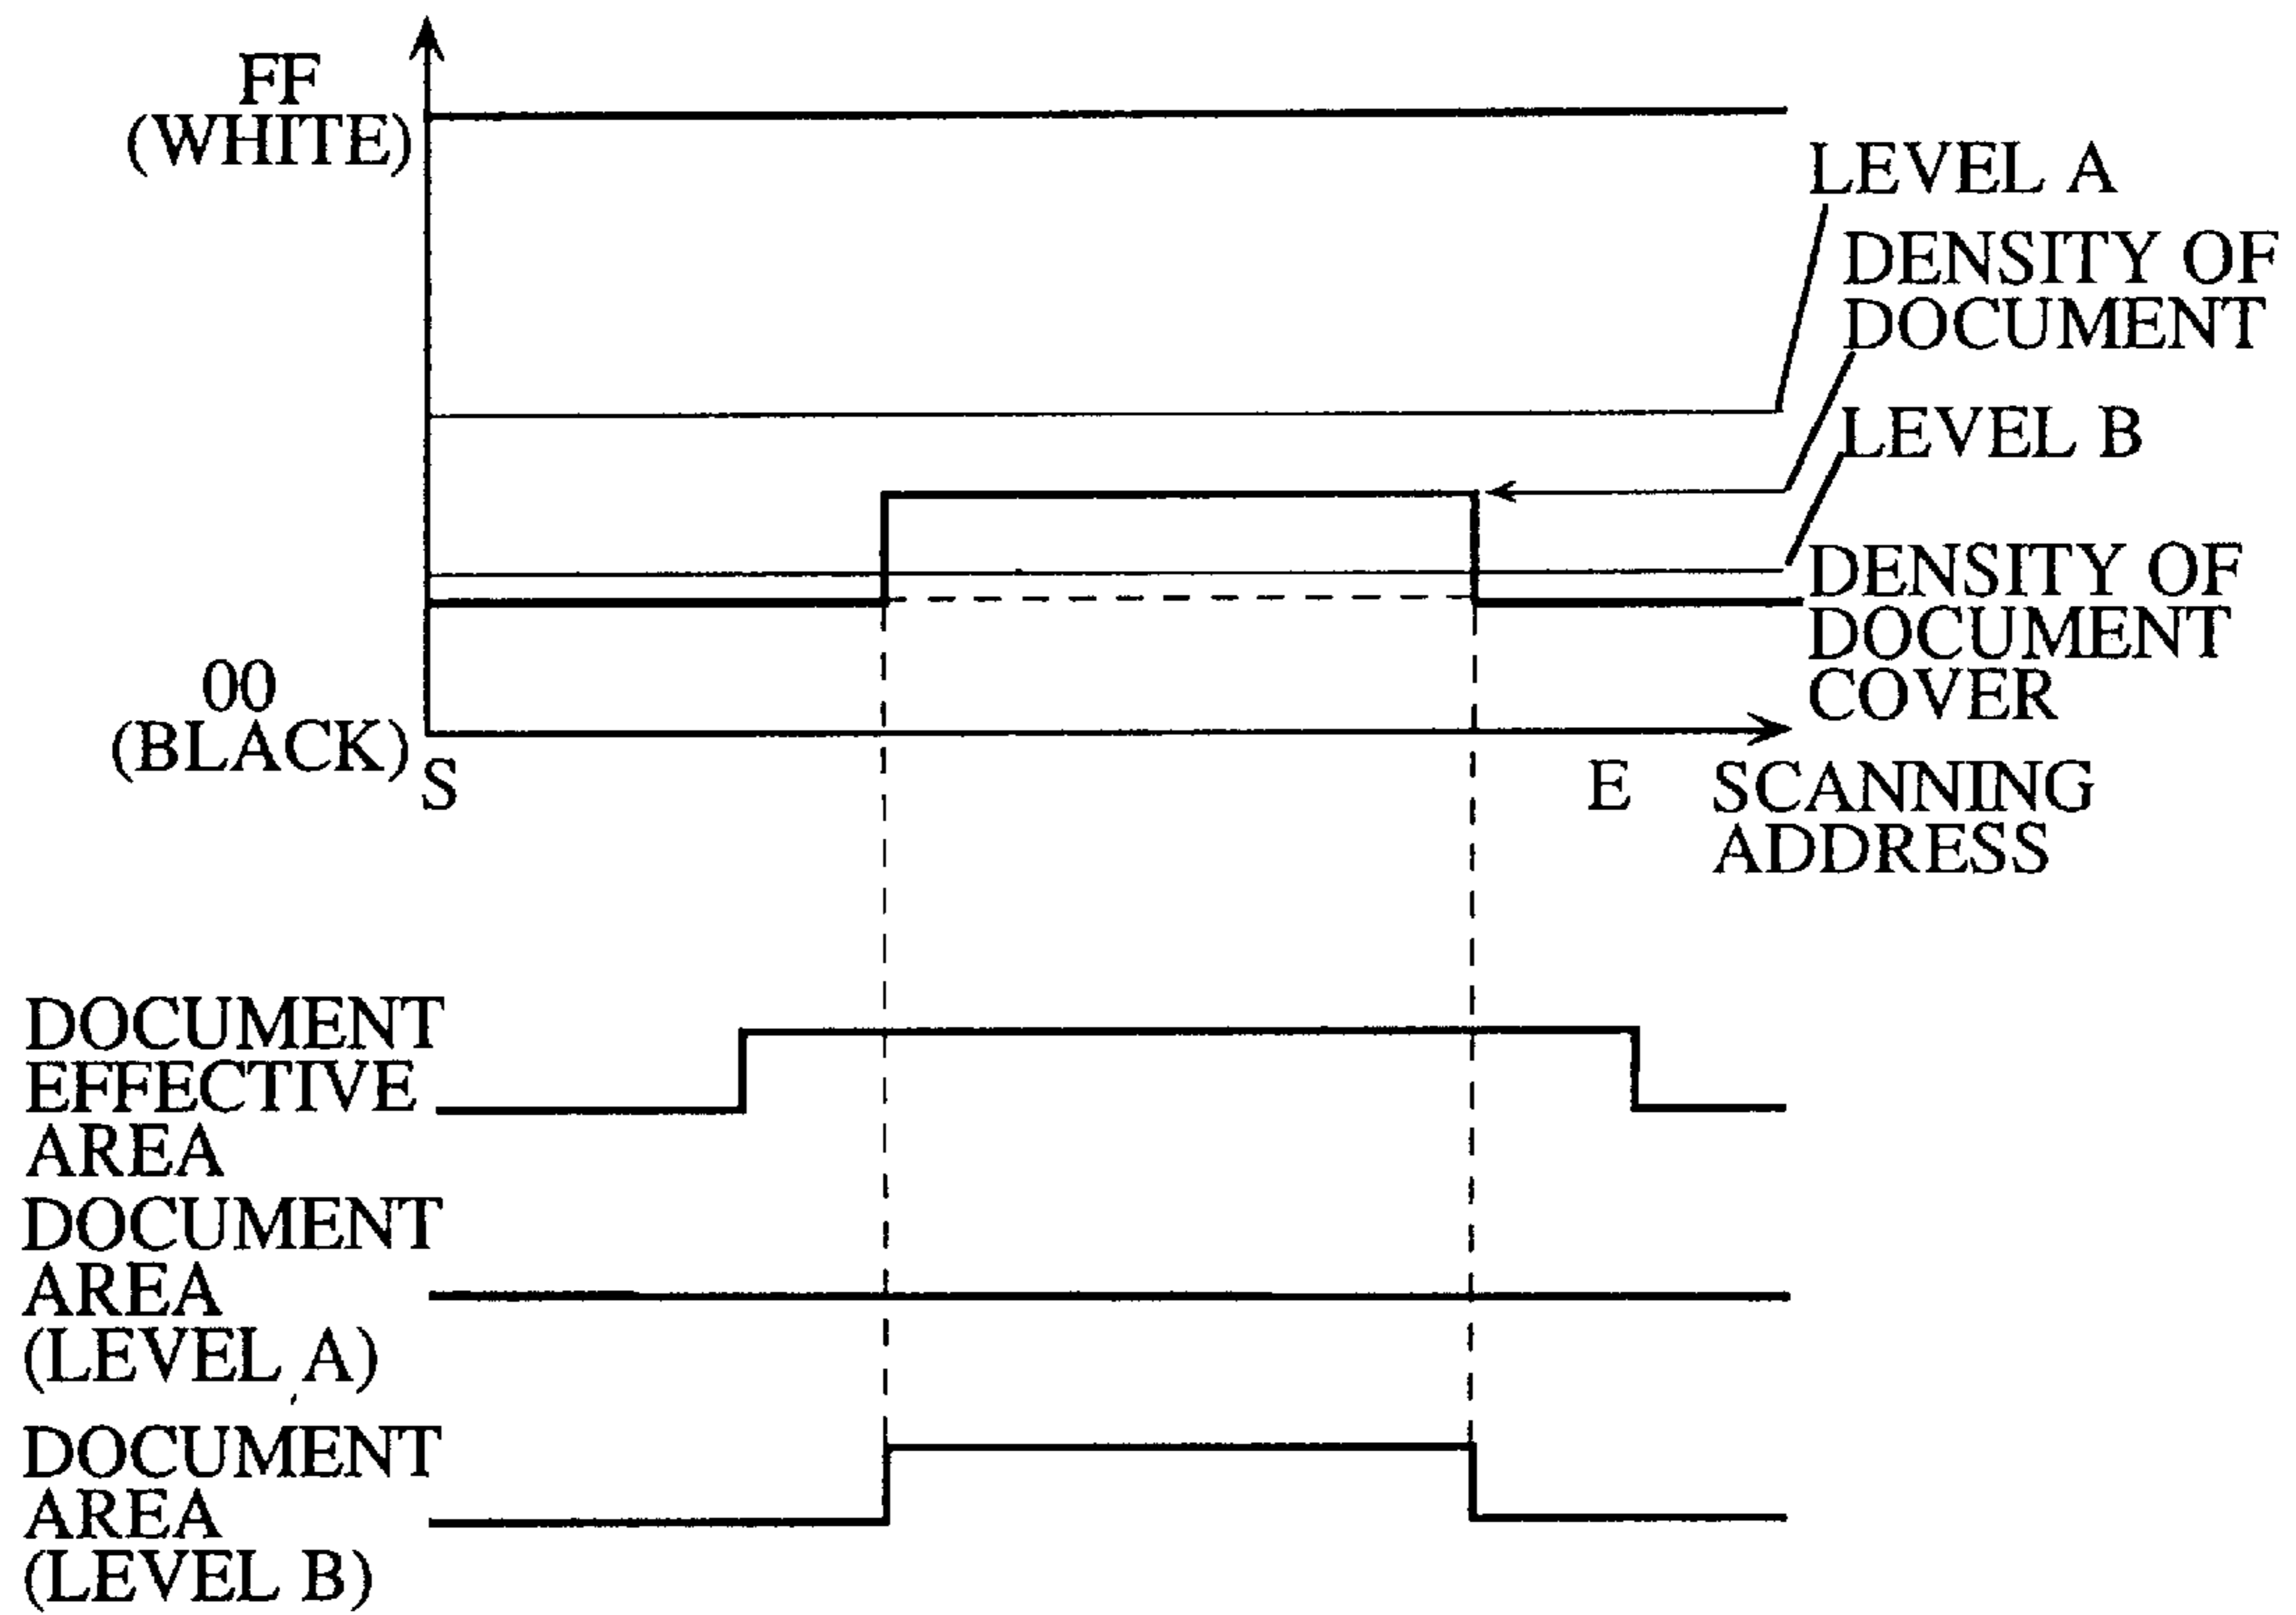 FF
(WHITE)
LEVEL A
DENSITY OF
DOCUMENT
LEVEL B
DENSITY OF
DOCUMENT
COVER
00
(BLACK)
S
E
SCANNING
ADDRESS
DOCUMENT
EFFECTIVE
AREA
DOCUMENT
AREA
(LEVEL A)
DOCUMENT
AREA
(LEVEL B)